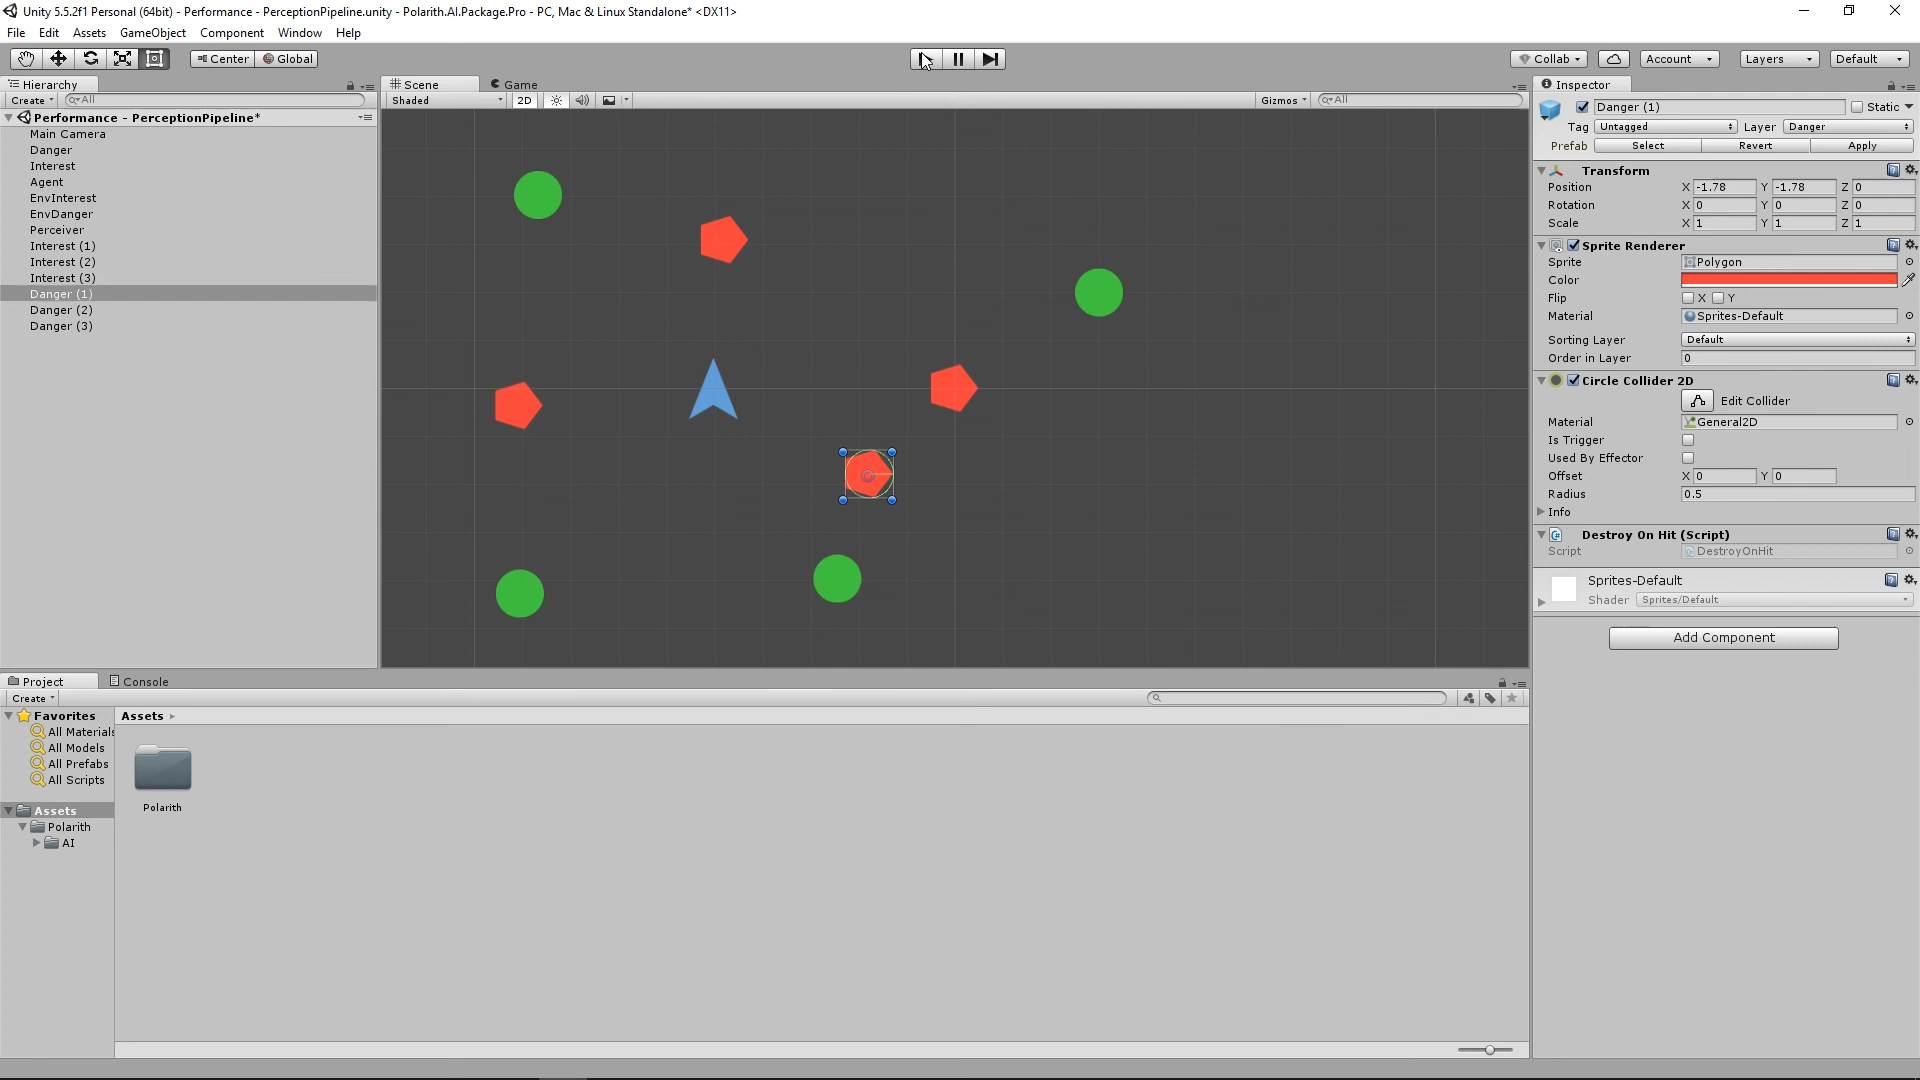 Unity 5.5.2f1 Personal (64bit) - Performance - PerceptionPipeline.unity - Polarith.AI.Package.Pro - PC, Mac & Linux Standalone* <DX11>
File Edit Assets GameObject Component Window Help
Center Global Collab Account Layers Default
Hierarchy
Create All
Performance - PerceptionPipeline*
Main Camera
Danger
Interest
Agent
EnvInterest
EnvDanger
Perceiver
Interest (1)
Interest (2)
Interest (3)
Danger (1)
Danger (2)
Danger (3)
Scene Game
Shaded 2D Gizmos All
Inspector
Danger (1) Static
Tag Untagged Layer Danger
Prefab Select Revert Apply
Transform
Position X -1.78 Y -1.78 Z 0
Rotation X 0 Y 0 Z 0
Scale X 1 Y 1 Z 1
Sprite Renderer
Sprite Polygon
Color
Flip X Y
Material Sprites-Default
Sorting Layer Default
Order in Layer 0
Circle Collider 2D
Edit Collider
Material General2D
Is Trigger
Used By Effector
Offset X 0 Y 0
Radius 0.5
Info
Destroy On Hit (Script)
Script DestroyOnHit
Sprites-Default
Shader Sprites/Default
Add Component
Project Console
Create
Favorites
All Materials
All Models
All Prefabs
All Scripts
Assets
Polarith
AI
Assets
Polarith